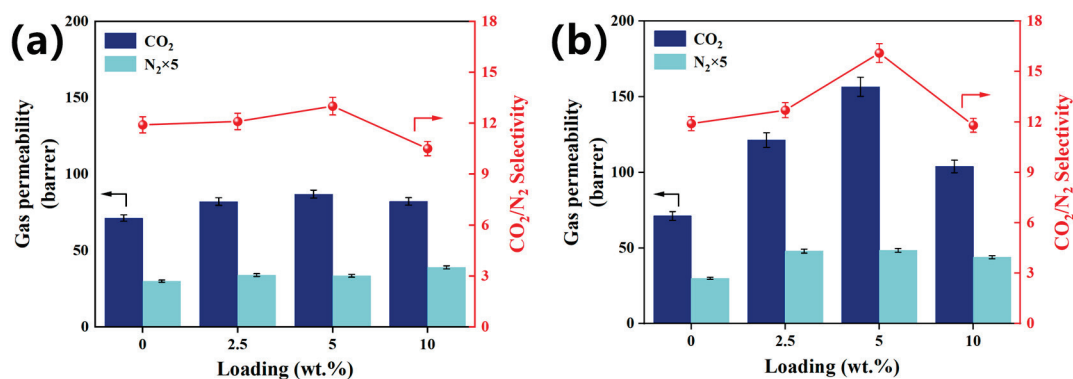 (a)
CO₂
N₂×5
Gas permeability
(barrer)
200
150
100
50
0
18
15
12
9
6
3
0
CO₂/N₂ Selectivity
0 2.5 5 10
Loading (wt.%)
(b)
CO₂
N₂×5
Gas permeability
(barrer)
200
150
100
50
0
18
15
12
9
6
3
0
CO₂/N₂ Selectivity
0 2.5 5 10
Loading (wt.%)